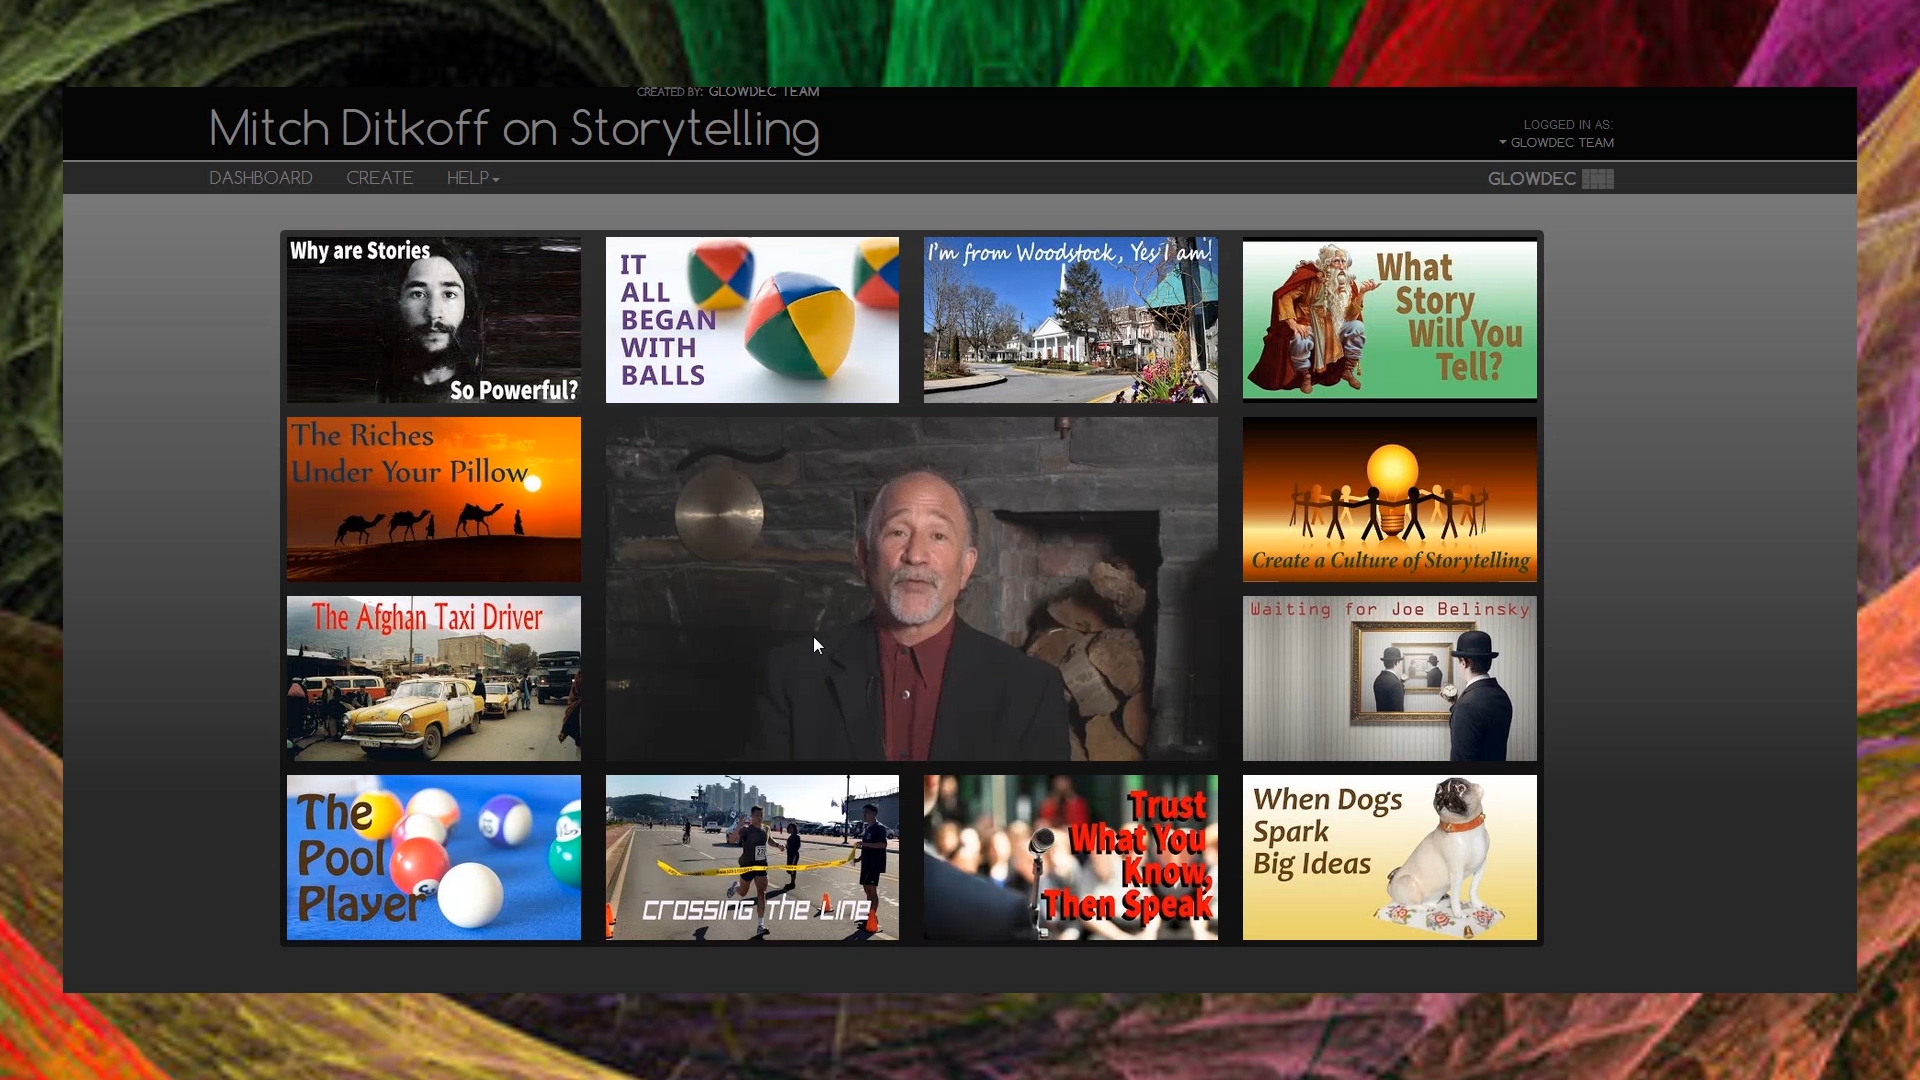 CREATED BY: GLOWDEC TEAM
Mitch Ditkoff on Storytelling
LOGGED IN AS:
GLOWDEC TEAM
DASHBOARD CREATE HELP
GLOWDEC
Why are Stories
So Powerful?
IT
ALL
BEGAN
WITH
BALLS
I'm from Woodstock, Yes I am!
What
Story
Will You
Tell?
The Riches
Under Your Pillow
Create a Culture of Storytelling
The Afghan Taxi Driver
Waiting for Joe Belinsky
The
Pool
Player
CROSSING THE LINE
Trust
What You
Know,
Then Speak
When Dogs
Spark
Big Ideas